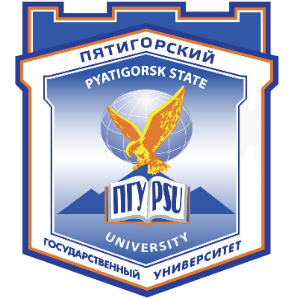 ПЯТИГОРСКИЙ
PYATIGORSK STATE
ПГУ PSU
UNIVERSITY
ГОСУДАРСТВЕННЫЙ УНИВЕРСИТЕТ